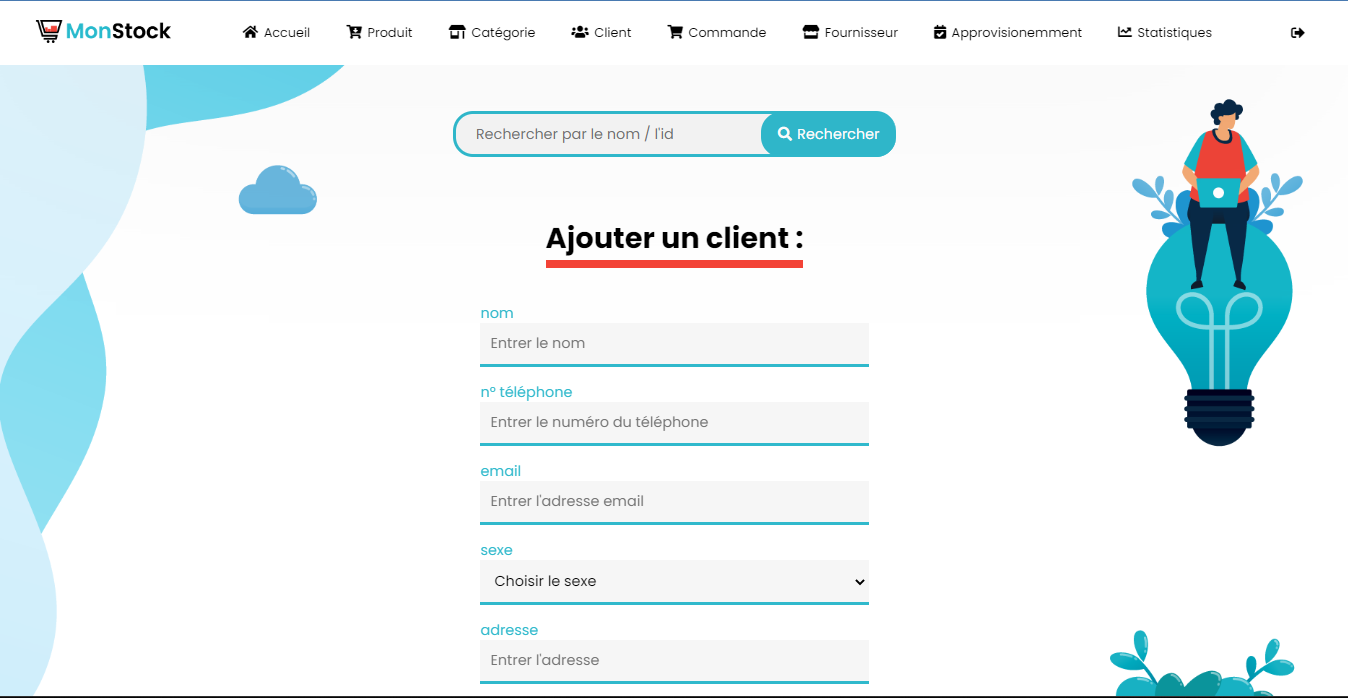 MonStock Accueil Produit Catégorie Client Commande Fournisseur Approvisionemment Statistiques
Rechercher par le nom / l'id Rechercher
Ajouter un client :
nom
Entrer le nom
n° téléphone
Entrer le numéro du téléphone
email
Entrer l'adresse email
sexe
Choisir le sexe
adresse
Entrer l'adresse